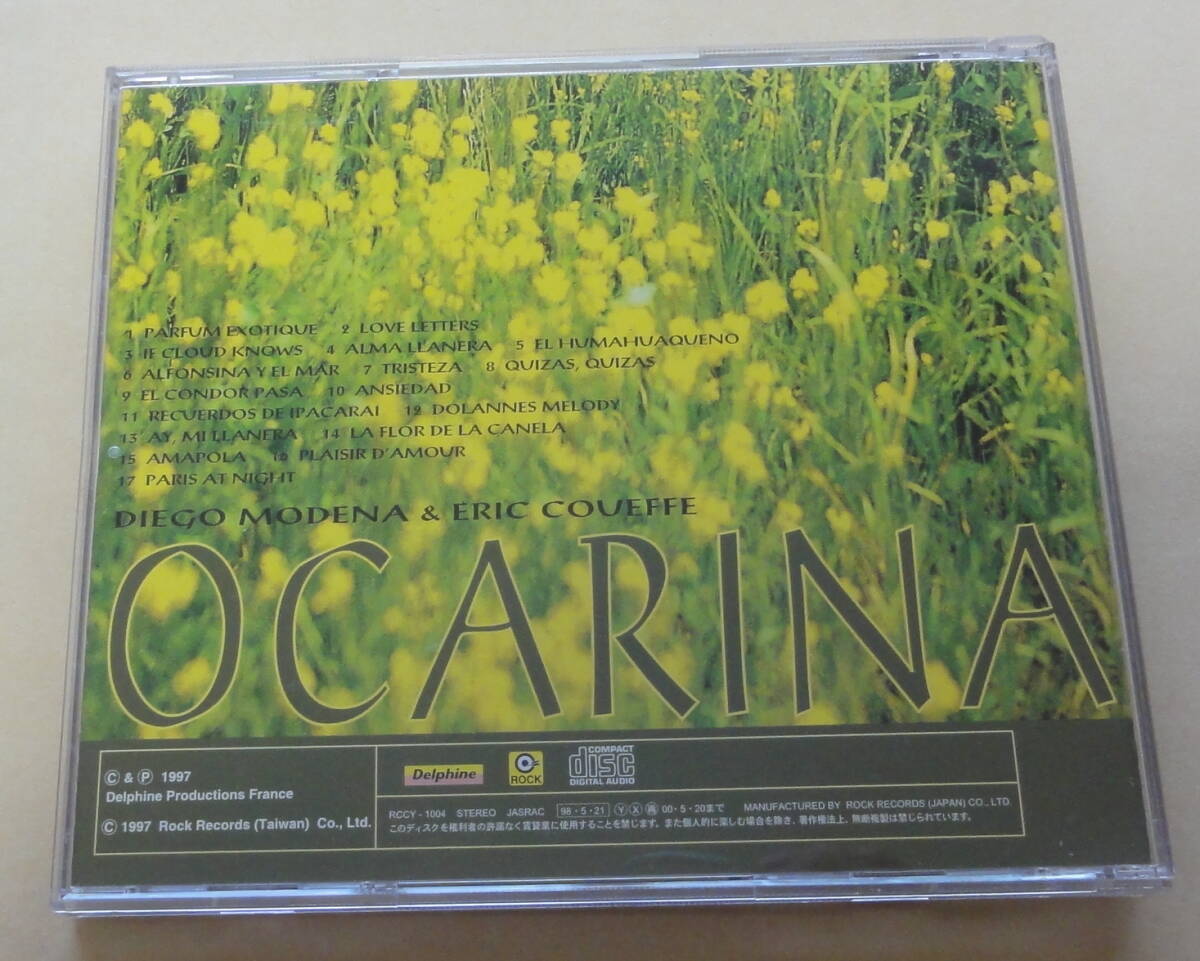 1 PARFUM EXOTIQUE 2 LOVE LETTERS
3 IF CLOUD KNOWS 4 ALMA LLANERA 5 EL HUMAHUAQUENO
6 ALFONSINA Y EL MAR 7 TRISTEZA 8 QUIZAS, QUIZAS
9 EL CONDOR PASA 10 ANSIEDAD
11 RECUERDOS DE IPACARAI 12 DOLANNES MELODY
13 AY, MI LLANERA 14 LA FLOR DE LA CANELA
15 AMAPOLA 16 PLAISIR D'AMOUR
17 PARIS AT NIGHT
DIEGO MODENA & ERIC COUEFFE
OCARINA
© & ℗ 1997
Delphine Productions France
© 1997 Rock Records (Taiwan) Co., Ltd.
Delphine
ROCK
COMPACT
disc
DIGITAL AUDIO
RCCY-1004 STEREO JASRAC 98・5・21 Ⓨ Ⓧ 再 00・5・20まで MANUFACTURED BY ROCK RECORDS (JAPAN) CO., LTD.
このディスクを権利者の許諾なく賃貸業に使用することを禁じます。また個人的に楽しむ場合を除き、著作権法上、無断複製は禁じられています。